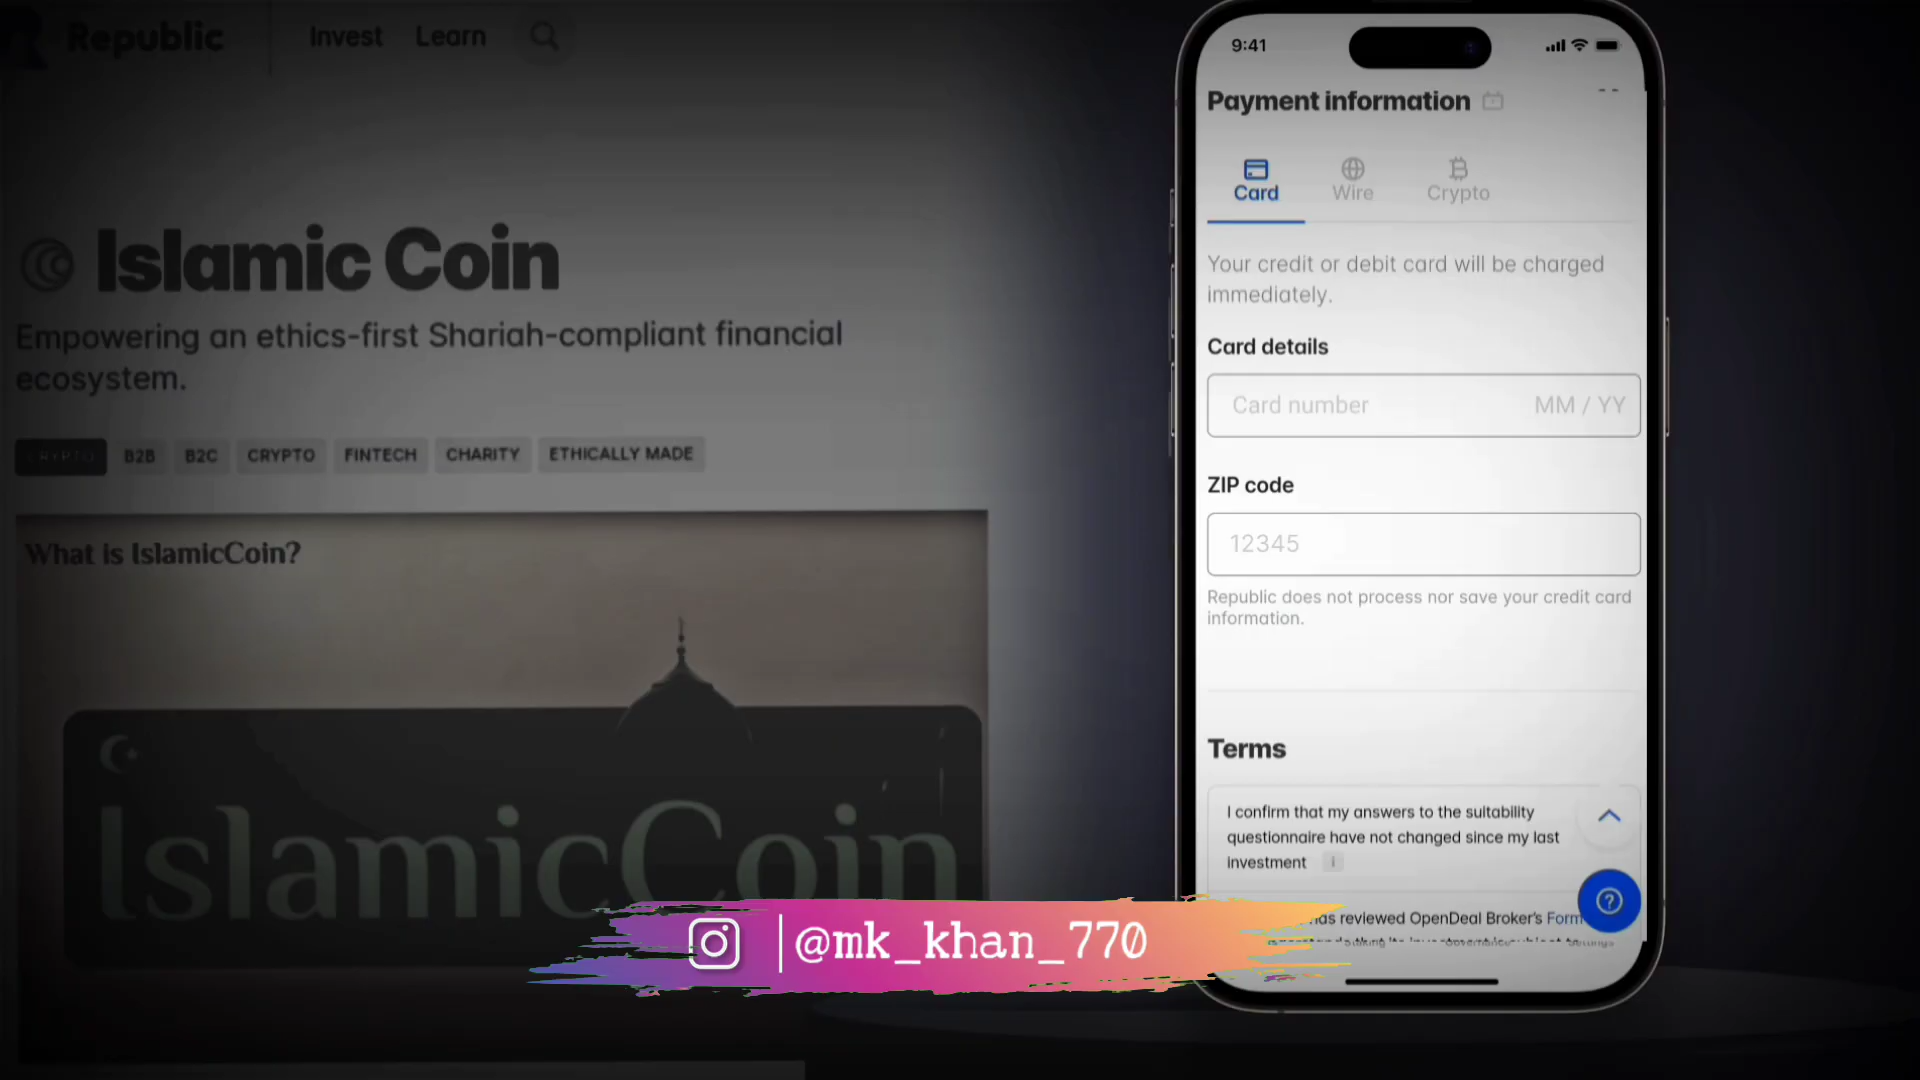 Republic
Invest
Learn
Islamic Coin
Empowering an ethics-first Shariah-compliant financial
ecosystem.
CRYPTO
B2B
B2C
CRYPTO
FINTECH
CHARITY
ETHICALLY MADE
What is IslamicCoin?
IslamicCoin
9:41
Payment information
Card
Wire
Crypto
Your credit or debit card will be charged
immediately.
Card details
Card number
MM / YY
ZIP code
12345
Republic does not process nor save your credit card
information.
Terms
I confirm that my answers to the suitability
questionnaire have not changed since my last
investment
has reviewed OpenDeal Broker's Form
Staking
Governance
Settings
@mk_khan_770